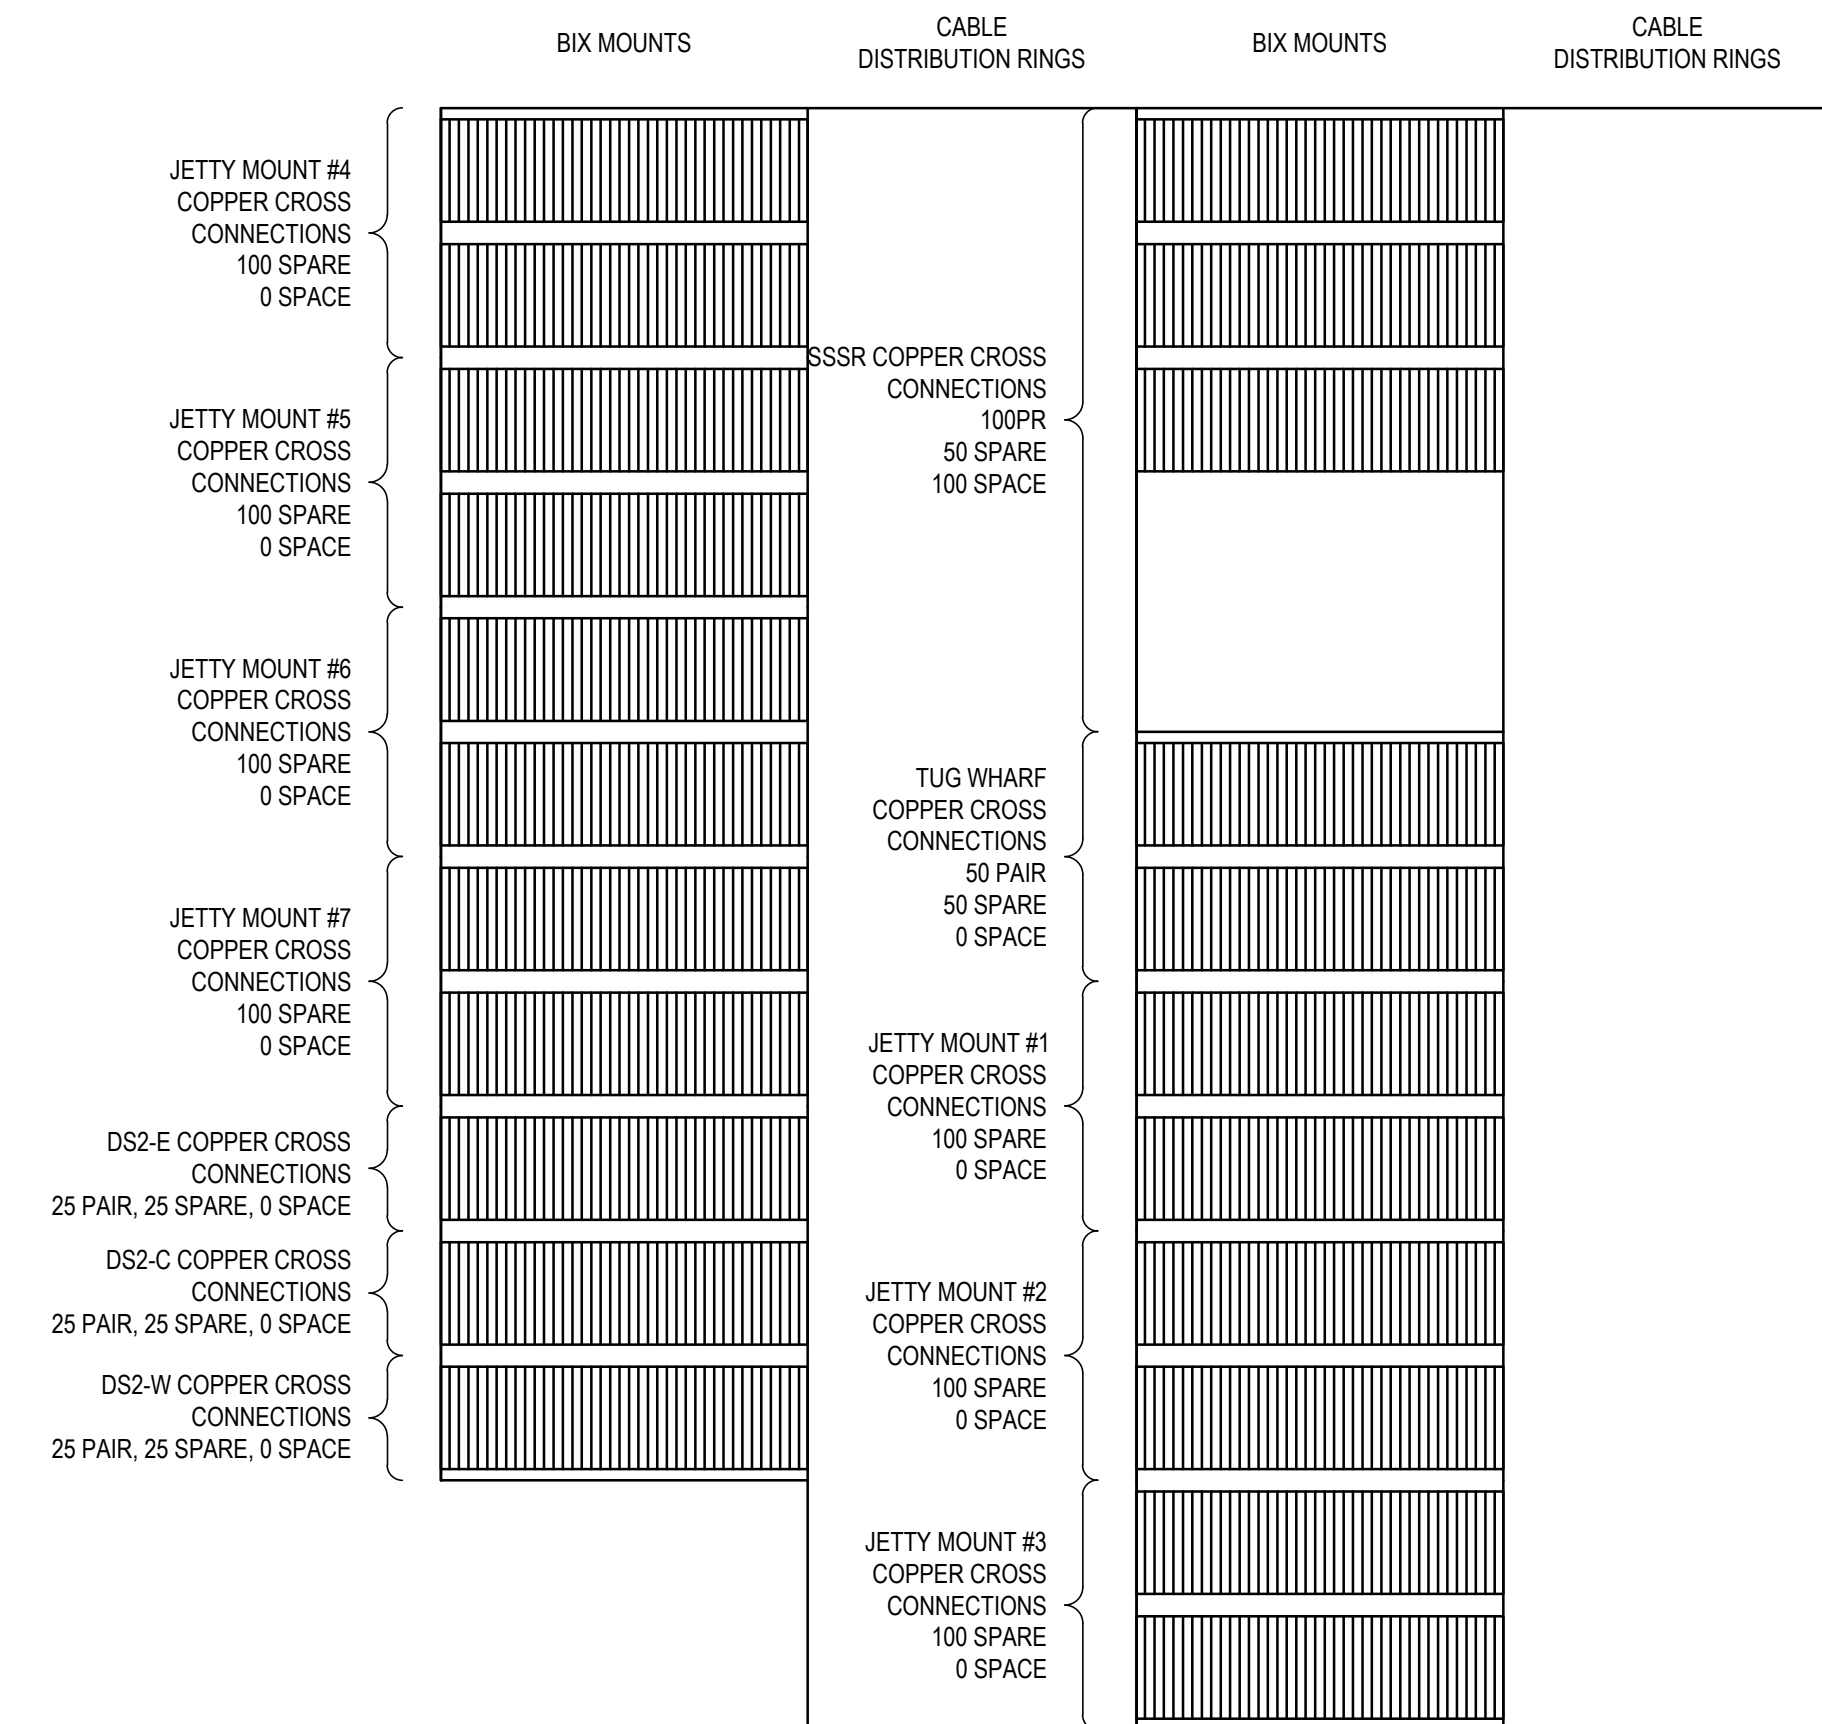 BIX MOUNTS
CABLE
DISTRIBUTION RINGS
BIX MOUNTS
CABLE
DISTRIBUTION RINGS
JETTY MOUNT #4
COPPER CROSS
CONNECTIONS
100 SPARE
0 SPACE
JETTY MOUNT #5
COPPER CROSS
CONNECTIONS
100 SPARE
0 SPACE
JETTY MOUNT #6
COPPER CROSS
CONNECTIONS
100 SPARE
0 SPACE
JETTY MOUNT #7
COPPER CROSS
CONNECTIONS
100 SPARE
0 SPACE
DS2-E COPPER CROSS
CONNECTIONS
25 PAIR, 25 SPARE, 0 SPACE
DS2-C COPPER CROSS
CONNECTIONS
25 PAIR, 25 SPARE, 0 SPACE
DS2-W COPPER CROSS
CONNECTIONS
25 PAIR, 25 SPARE, 0 SPACE
SSSR COPPER CROSS
CONNECTIONS
100PR
50 SPARE
100 SPACE
TUG WHARF
COPPER CROSS
CONNECTIONS
50 PAIR
50 SPARE
0 SPACE
JETTY MOUNT #1
COPPER CROSS
CONNECTIONS
100 SPARE
0 SPACE
JETTY MOUNT #2
COPPER CROSS
CONNECTIONS
100 SPARE
0 SPACE
JETTY MOUNT #3
COPPER CROSS
CONNECTIONS
100 SPARE
0 SPACE